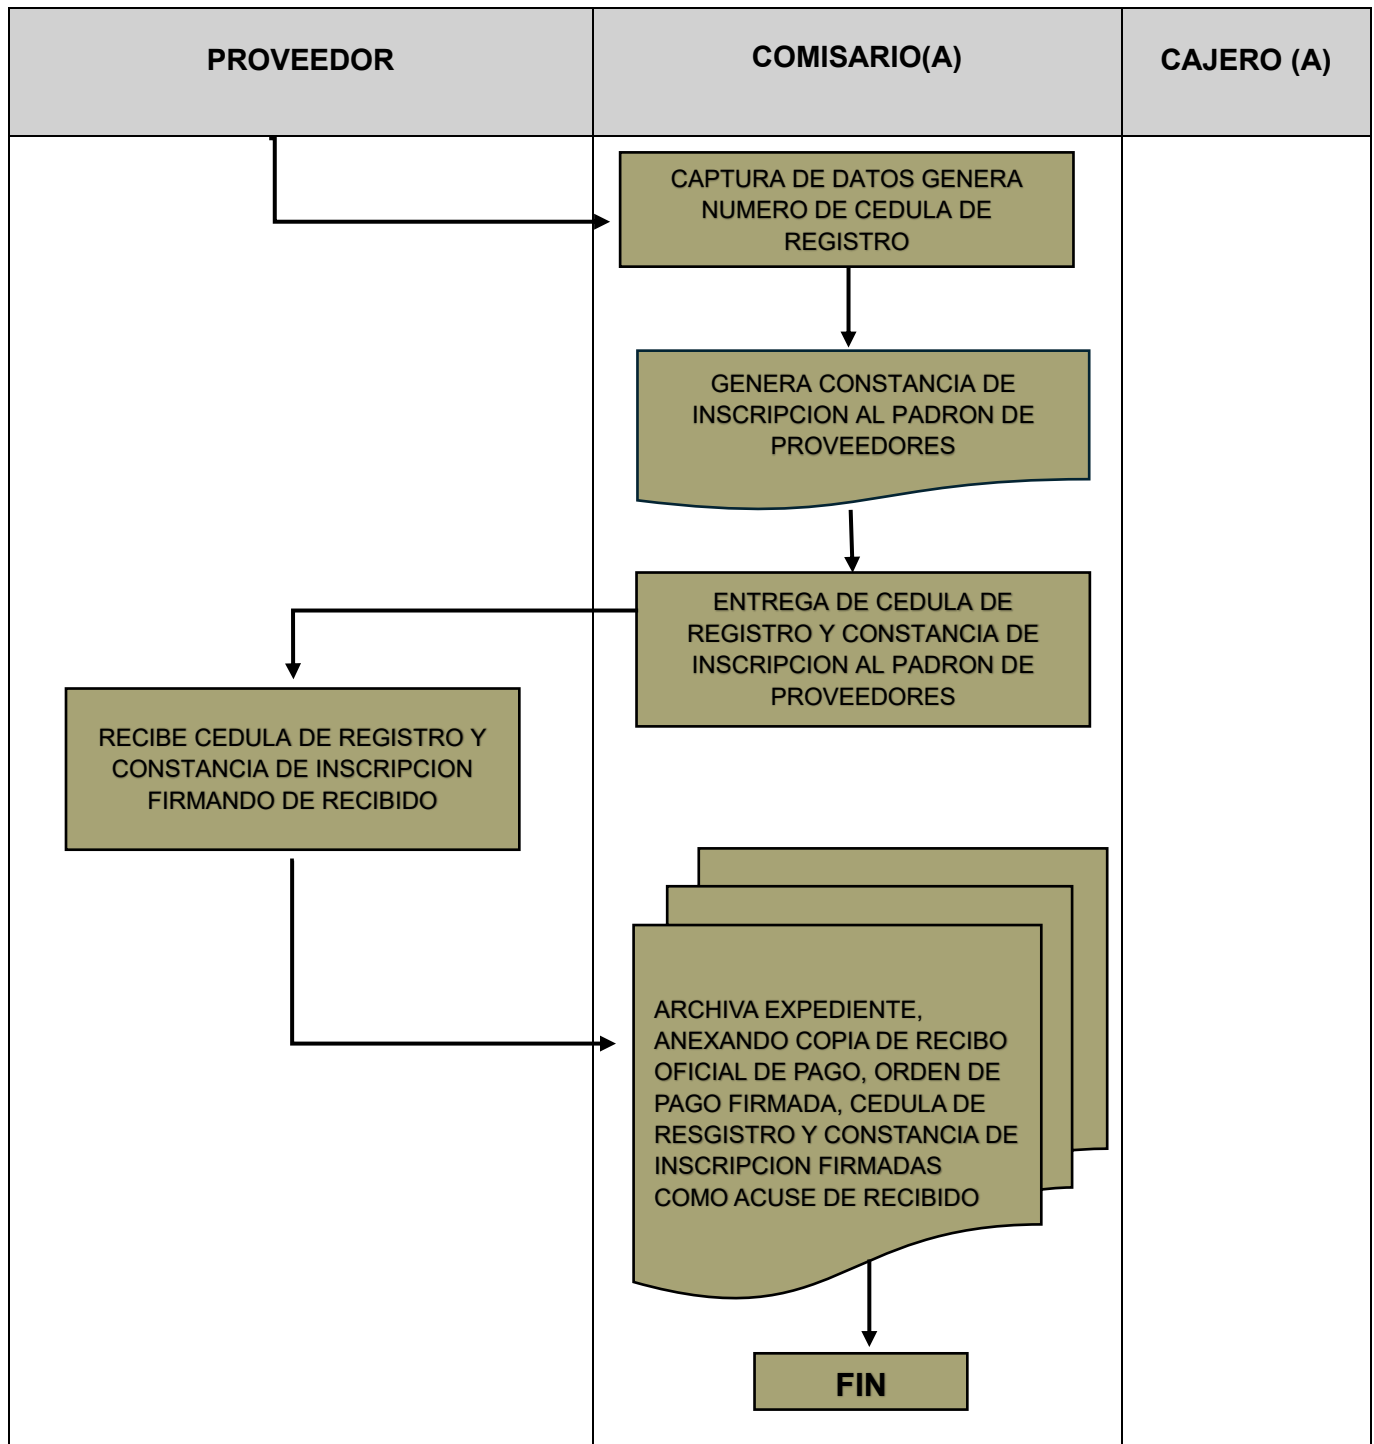 PROVEEDOR
COMISARIO(A)
CAJERO (A)
CAPTURA DE DATOS GENERA
NUMERO DE CEDULA DE
REGISTRO
GENERA CONSTANCIA DE
INSCRIPCION AL PADRON DE
PROVEEDORES
ENTREGA DE CEDULA DE
REGISTRO Y CONSTANCIA DE
INSCRIPCION AL PADRON DE
PROVEEDORES
RECIBE CEDULA DE REGISTRO Y
CONSTANCIA DE INSCRIPCION
FIRMANDO DE RECIBIDO
ARCHIVA EXPEDIENTE,
ANEXANDO COPIA DE RECIBO
OFICIAL DE PAGO, ORDEN DE
PAGO FIRMADA, CEDULA DE
RESGISTRO Y CONSTANCIA DE
INSCRIPCION FIRMADAS
COMO ACUSE DE RECIBIDO
FIN